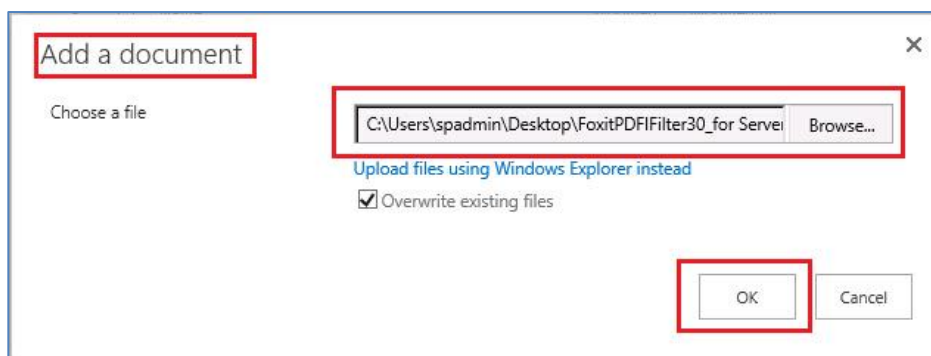 Add a document
Choose a file
C:\Users\spadmin\Desktop\FoxitPDFIFilter30_for Server
Browse...
Upload files using Windows Explorer instead
Overwrite existing files
OK
Cancel